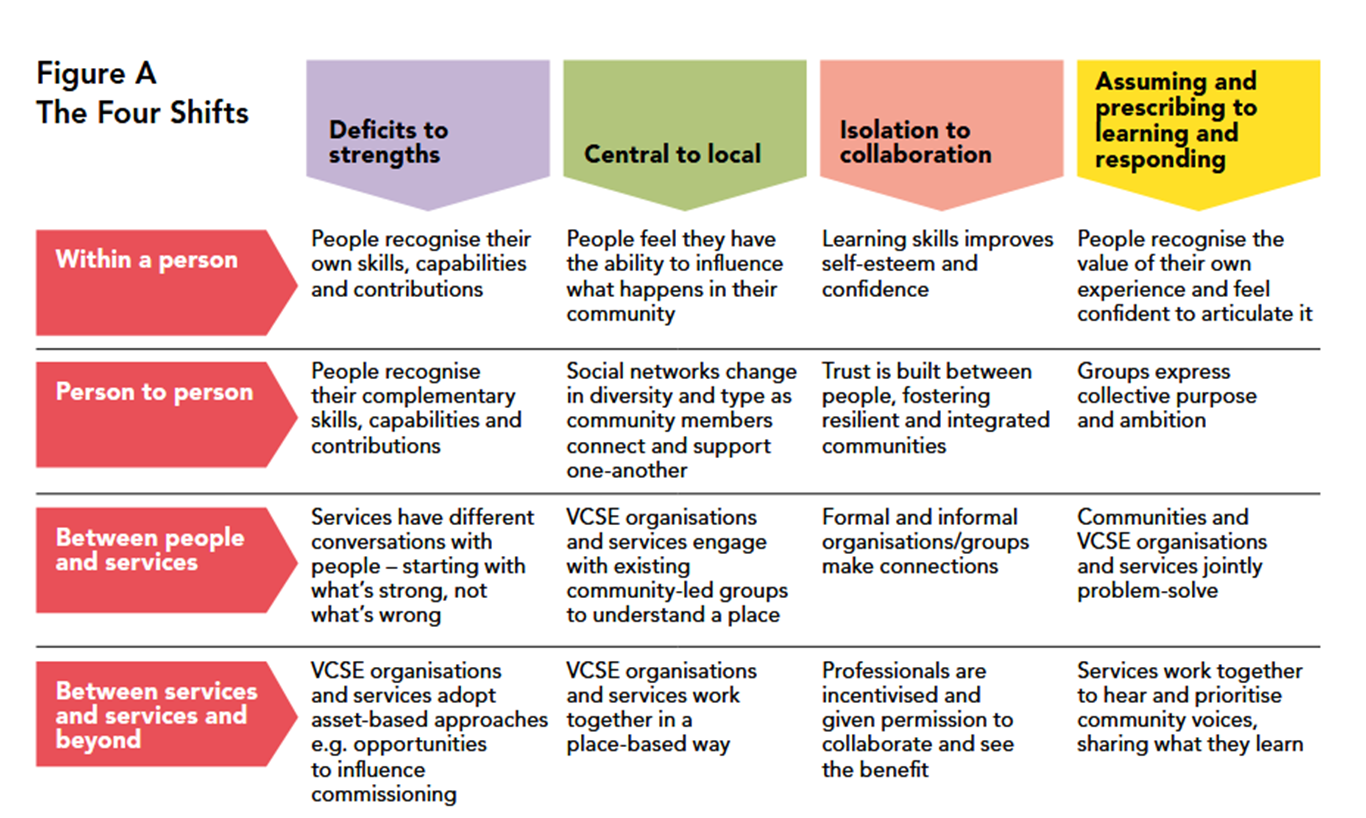 Figure A
The Four Shifts
Deficits to
strengths
Central to local
Isolation to
collaboration
Assuming and
prescribing to
learning and
responding
Within a person
People recognise their
own skills, capabilities
and contributions
People feel they have
the ability to influence
what happens in their
community
Learning skills improves
self-esteem and
confidence
People recognise the
value of their own
experience and feel
confident to articulate it
Person to person
People recognise
their complementary
skills, capabilities and
contributions
Social networks change
in diversity and type as
community members
connect and support
one-another
Trust is built between
people, fostering
resilient and integrated
communities
Groups express
collective purpose
and ambition
Between people
and services
Services have different
conversations with
people – starting with
what's strong, not
what's wrong
VCSE organisations
and services engage
with existing
community-led groups
to understand a place
Formal and informal
organisations/groups
make connections
Communities and
VCSE organisations
and services jointly
problem-solve
Between services
and services and
beyond
VCSE organisations
and services adopt
asset-based approaches
e.g. opportunities
to influence
commissioning
VCSE organisations
and services work
together in a
place-based way
Professionals are
incentivised and
given permission to
collaborate and see
the benefit
Services work together
to hear and prioritise
community voices,
sharing what they learn